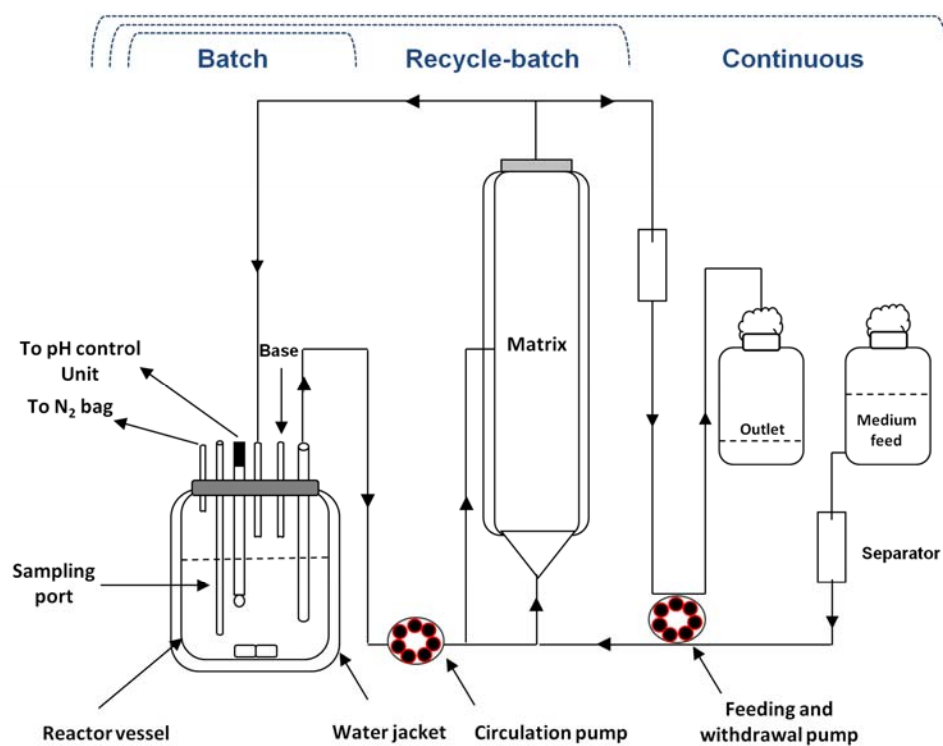 Batch
Recycle-batch
Continuous
To pH control
Unit
Base
To N₂ bag
Matrix
Outlet
Medium
feed
Sampling
port
Separator
Reactor vessel
Water jacket
Circulation pump
Feeding and
withdrawal pump